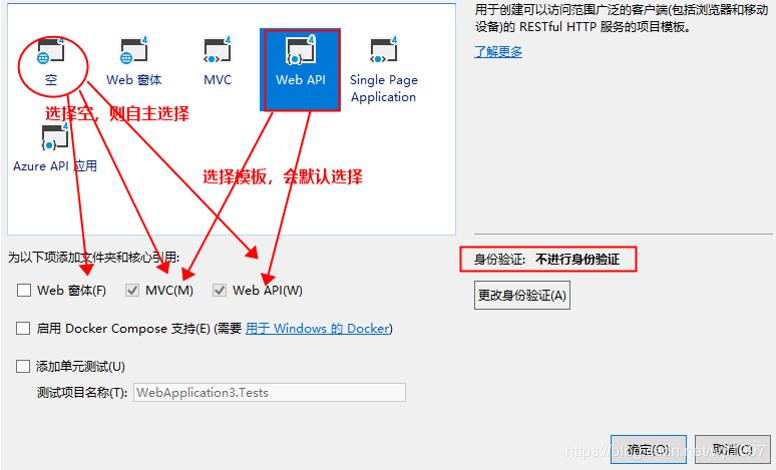 用于创建可以访问范围广泛的客户端(包括浏览器和移动
设备)的 RESTful HTTP 服务的项目模板。
了解更多
空
Web 窗体
MVC
Web API
Single Page
Application
选择空，则自主选择
Azure API 应用
选择模板，会默认选择
为以下项添加文件夹和核心引用:
身份验证: 不进行身份验证
Web 窗体(F)
MVC(M)
Web API(W)
更改身份验证(A)
启用 Docker Compose 支持(E) (需要 用于 Windows 的 Docker)
添加单元测试(U)
测试项目名称(T):
WebApplication3.Tests
确定(O)
取消(C)